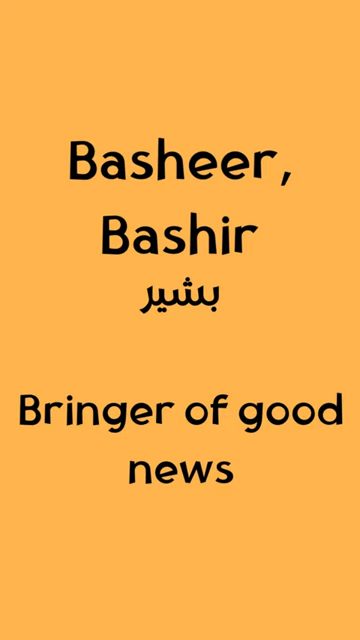 Basheer,
Bashir
بشير
Bringer of good
news